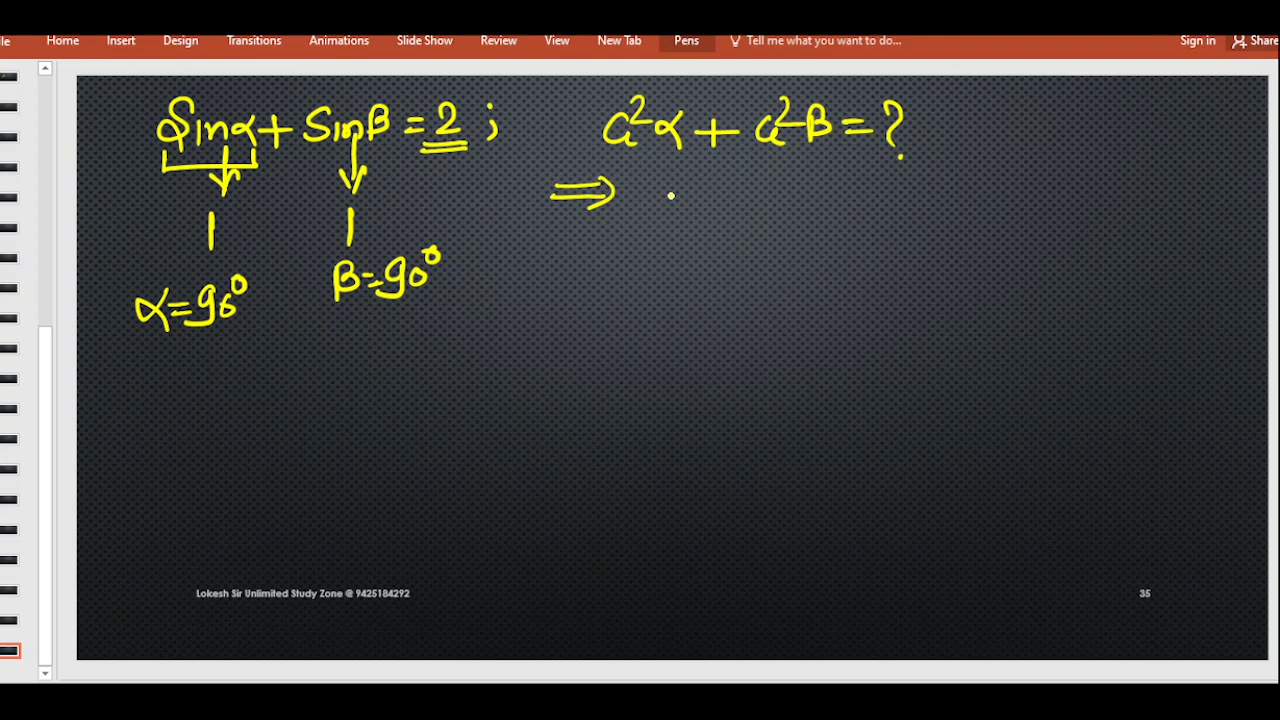 Home Insert Design Transitions Animations Slide Show Review View New Tab Pens Tell me what you want to do... Sign in Share
Sinα + Sinβ = 2 ; c²α + c²β = ?
⇒
1 1
α = 90° β = 90°
Lokesh Sir Unlimited Study Zone @ 9425184292 35